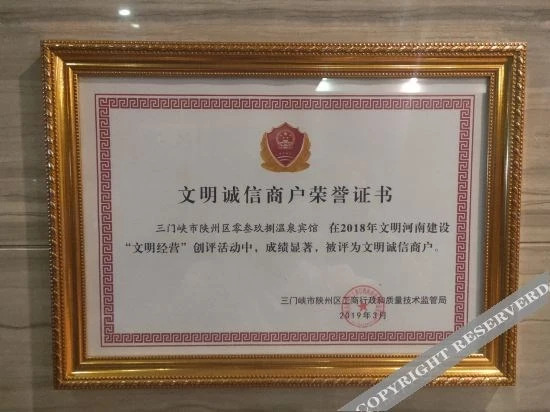 文明诚信商户荣誉证书
三门峡市陕州区零叁玖捌温泉宾馆 在2018年文明河南建设
“文明经营”创评活动中，成绩显著，被评为文明诚信商户。
三门峡市陕州区工商行政和质量技术监管局
2019年3月
COPYRIGHT RESERVED